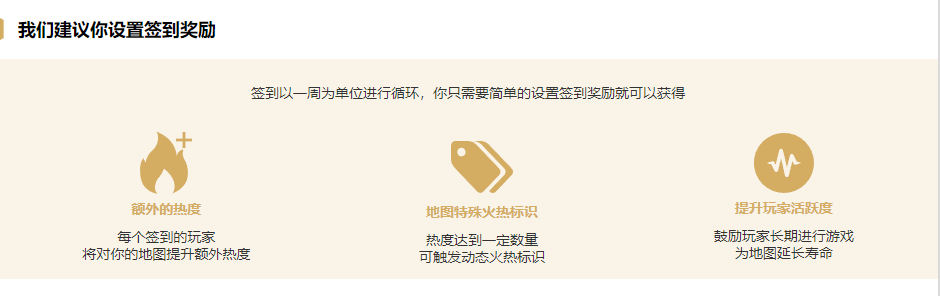 我们建议你设置签到奖励
签到以一周为单位进行循环，你只需要简单的设置签到奖励就可以获得
额外的热度
每个签到的玩家
将对你的地图提升额外热度
地图特殊火热标识
热度达到一定数量
可触发动态火热标识
提升玩家活跃度
鼓励玩家长期进行游戏
为地图延长寿命